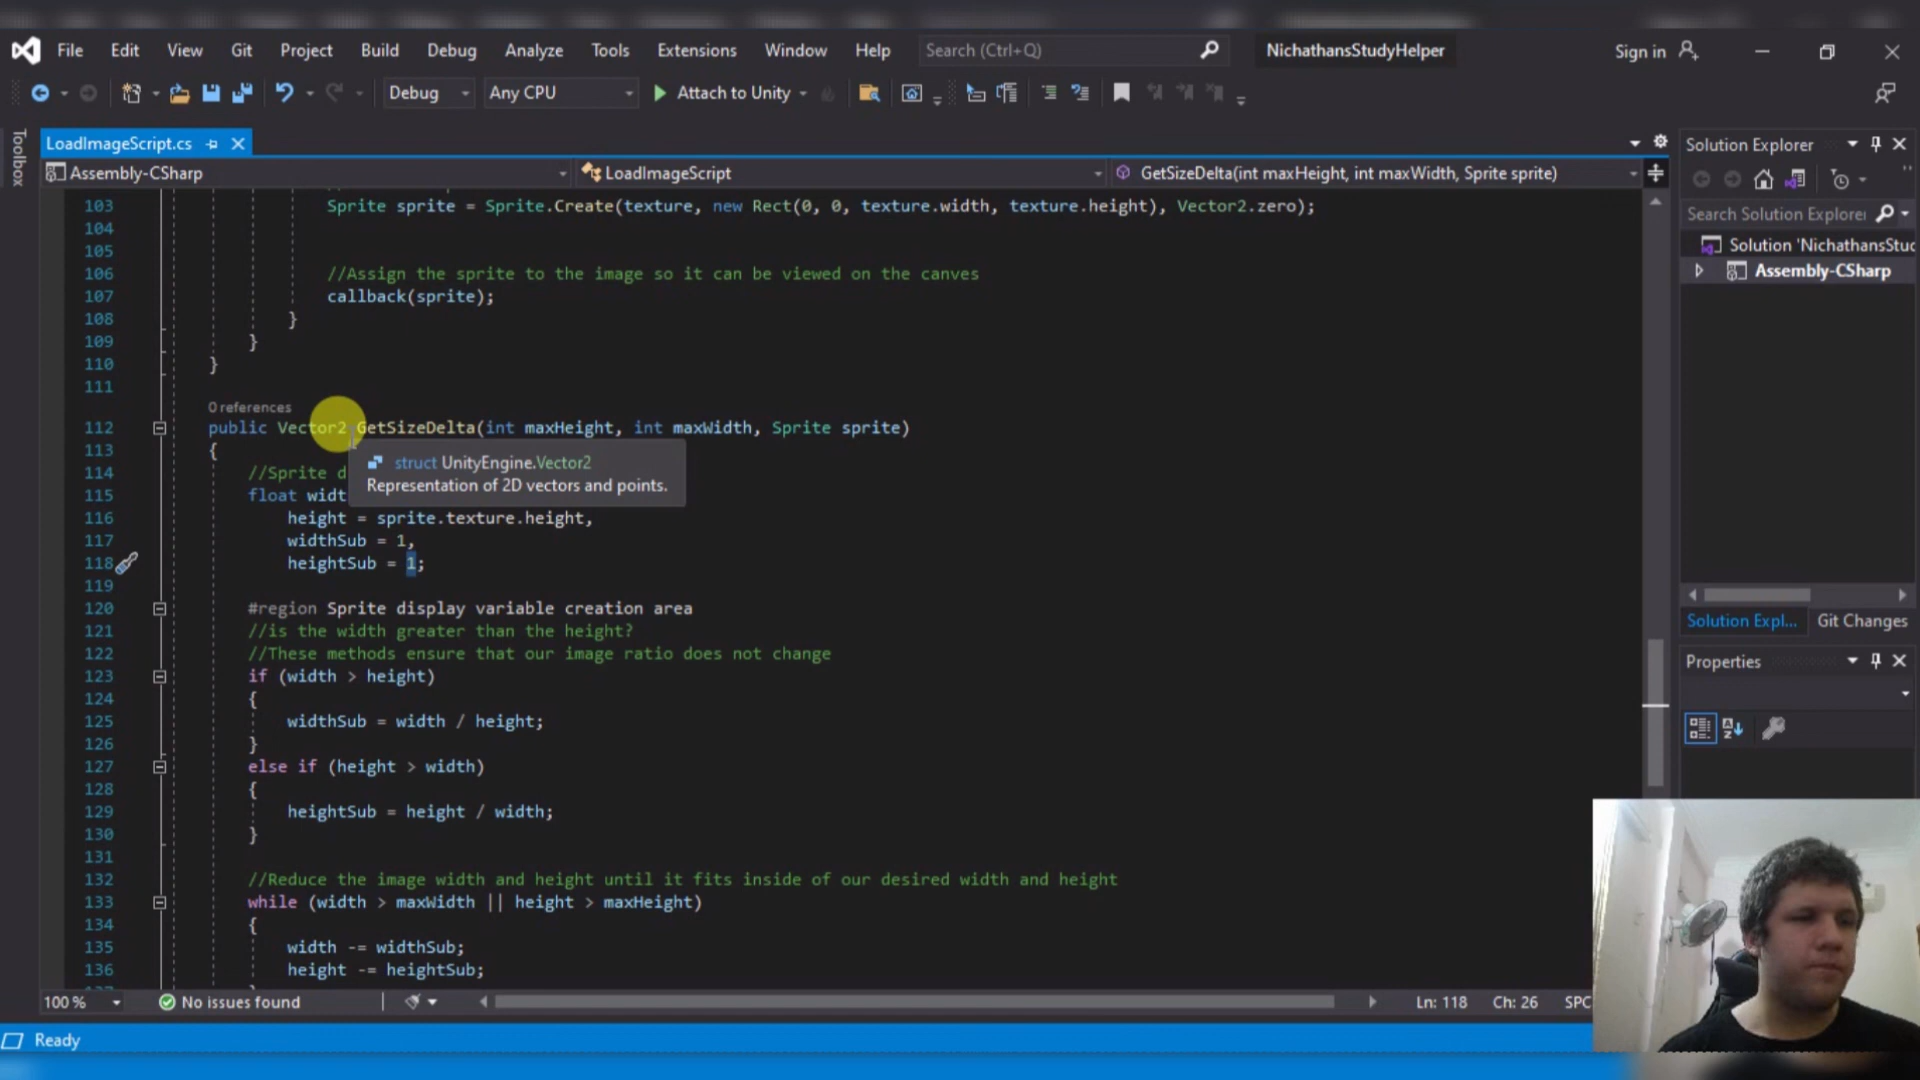 File Edit View Git Project Build Debug Analyze Tools Extensions Window Help Search (Ctrl+Q) NichathansStudyHelper Sign in
Debug Any CPU Attach to Unity
Toolbox
LoadImageScript.cs
Assembly-CSharp LoadImageScript GetSizeDelta(int maxHeight, int maxWidth, Sprite sprite)
103 Sprite sprite = Sprite.Create(texture, new Rect(0, 0, texture.width, texture.height), Vector2.zero);
104
105
106 //Assign the sprite to the image so it can be viewed on the canves
107 callback(sprite);
108 }
109 }
110 }
111
0 references
112 public Vector2 GetSizeDelta(int maxHeight, int maxWidth, Sprite sprite)
113 {
struct UnityEngine.Vector2
Representation of 2D vectors and points.
114 //Sprite d
115 float widt
116 height = sprite.texture.height,
117 widthSub = 1,
118 heightSub = 1;
119
120 #region Sprite display variable creation area
121 //is the width greater than the height?
122 //These methods ensure that our image ratio does not change
123 if (width > height)
124 {
125 widthSub = width / height;
126 }
127 else if (height > width)
128 {
129 heightSub = height / width;
130 }
131
132 //Reduce the image width and height until it fits inside of our desired width and height
133 while (width > maxWidth || height > maxHeight)
134 {
135 width -= widthSub;
136 height -= heightSub;
100 % No issues found Ln: 118 Ch: 26 SPC
Ready
Solution Explorer
Search Solution Explorer
Solution 'NichathansStud
Assembly-CSharp
Solution Expl... Git Changes
Properties